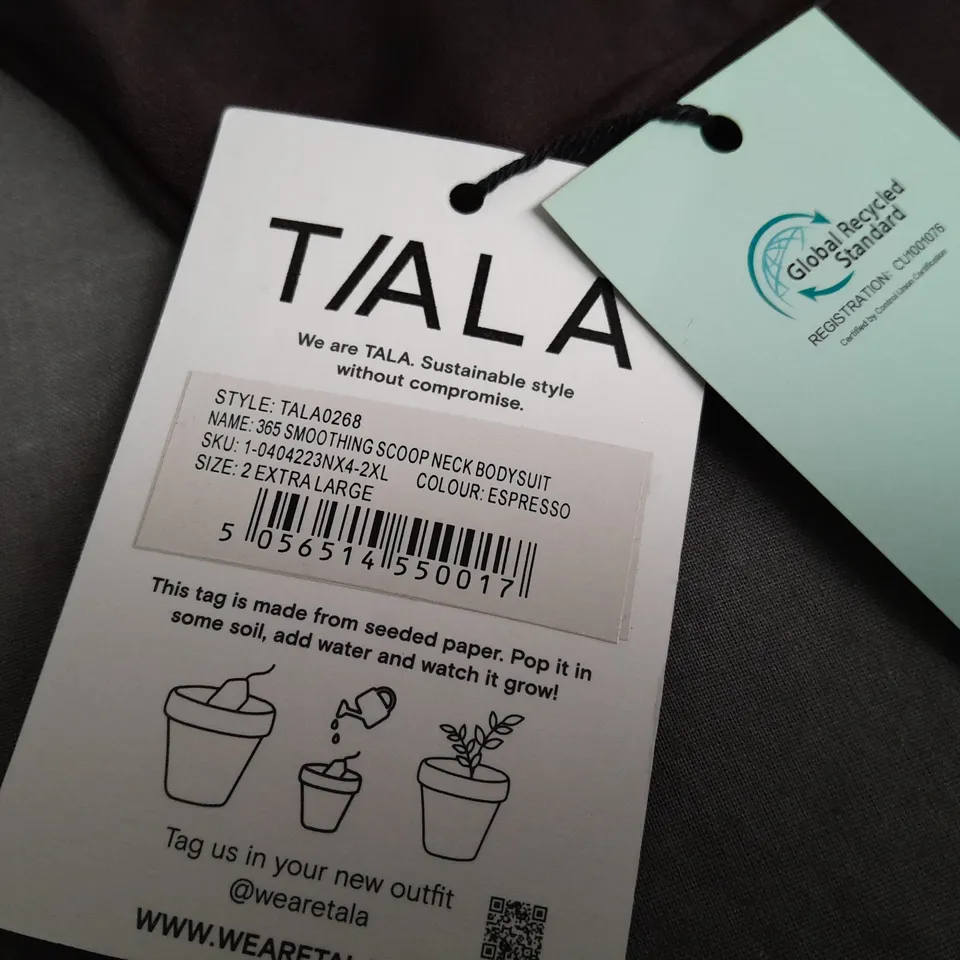 TALA
We are TALA. Sustainable style
without compromise.
STYLE: TALA0268
NAME: 365 SMOOTHING SCOOP NECK BODYSUIT
SKU: 1-0404223NX4-2XL COLOUR: ESPRESSO
SIZE: 2 EXTRA LARGE
5 056514 550017
This tag is made from seeded paper. Pop it in
some soil, add water and watch it grow!
Tag us in your new outfit
@wearetala
WWW.WEARETAL
Global Recycled
Standard
REGISTRATION: CU1001076
Certified by Control Union Certification